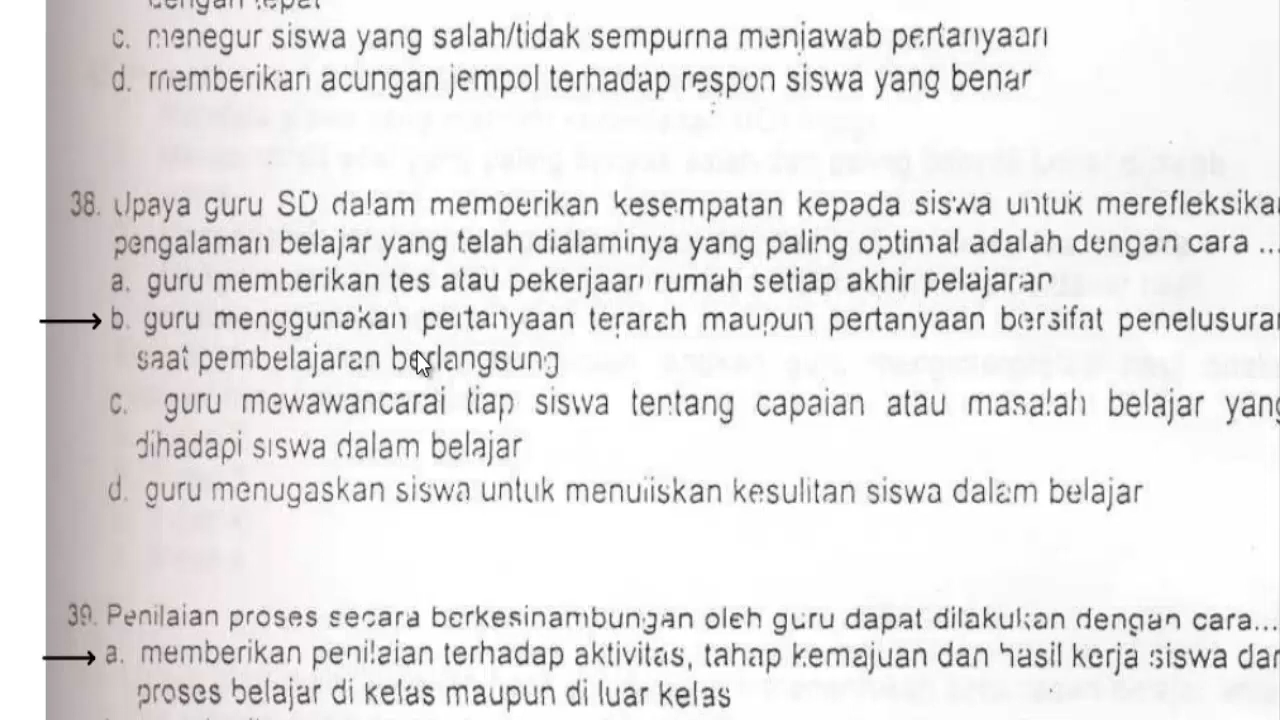 dengan tepat
c. menegur siswa yang salah/tidak sempurna menjawab pertanyaan
d. memberikan acungan jempol terhadap respon siswa yang benar
38. Upaya guru SD dalam memberikan kesempatan kepada siswa untuk merefleksikan
pengalaman belajar yang telah dialaminya yang paling optimal adalah dengan cara ...
a. guru memberikan tes atau pekerjaan rumah setiap akhir pelajaran
b. guru menggunakan pertanyaan terarah maupun pertanyaan bersifat penelusuran
saat pembelajaran berlangsung
c. guru mewawancarai tiap siswa tentang capaian atau masalah belajar yang
dihadapi siswa dalam belajar
d. guru menugaskan siswa untuk menuliskan kesulitan siswa dalam belajar
39. Penilaian proses secara berkesinambungan oleh guru dapat dilakukan dengan cara...
a. memberikan penilaian terhadap aktivitas, tahap kemajuan dan hasil kerja siswa dari
proses belajar di kelas maupun di luar kelas